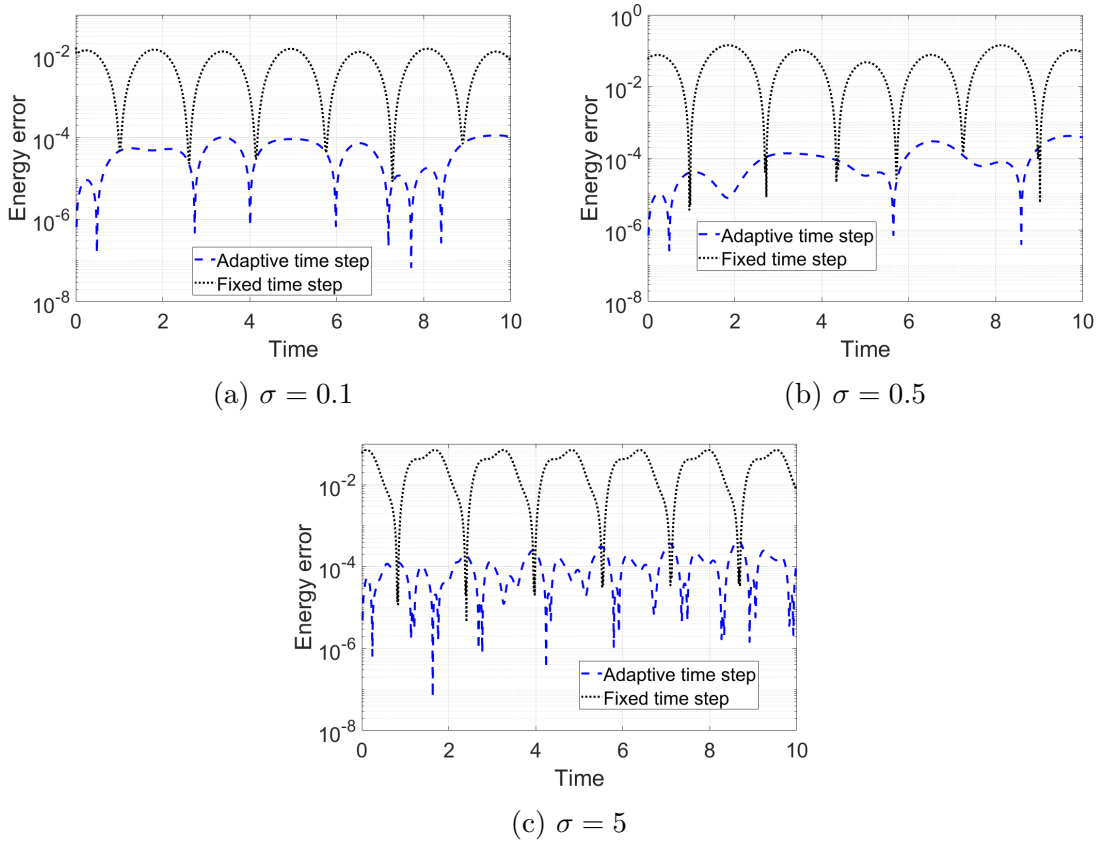 10^0
10^-2
10^-4
10^-6
10^-8
Energy error
0 2 4 6 8 10
Time
Adaptive time step
Fixed time step
(a) σ = 0.1
10^-2
10^-4
10^-6
10^-8
Energy error
0 2 4 6 8 10
Time
Adaptive time step
Fixed time step
(b) σ = 0.5
10^-2
10^-4
10^-6
10^-8
Energy error
0 2 4 6 8 10
Time
Adaptive time step
Fixed time step
(c) σ = 5